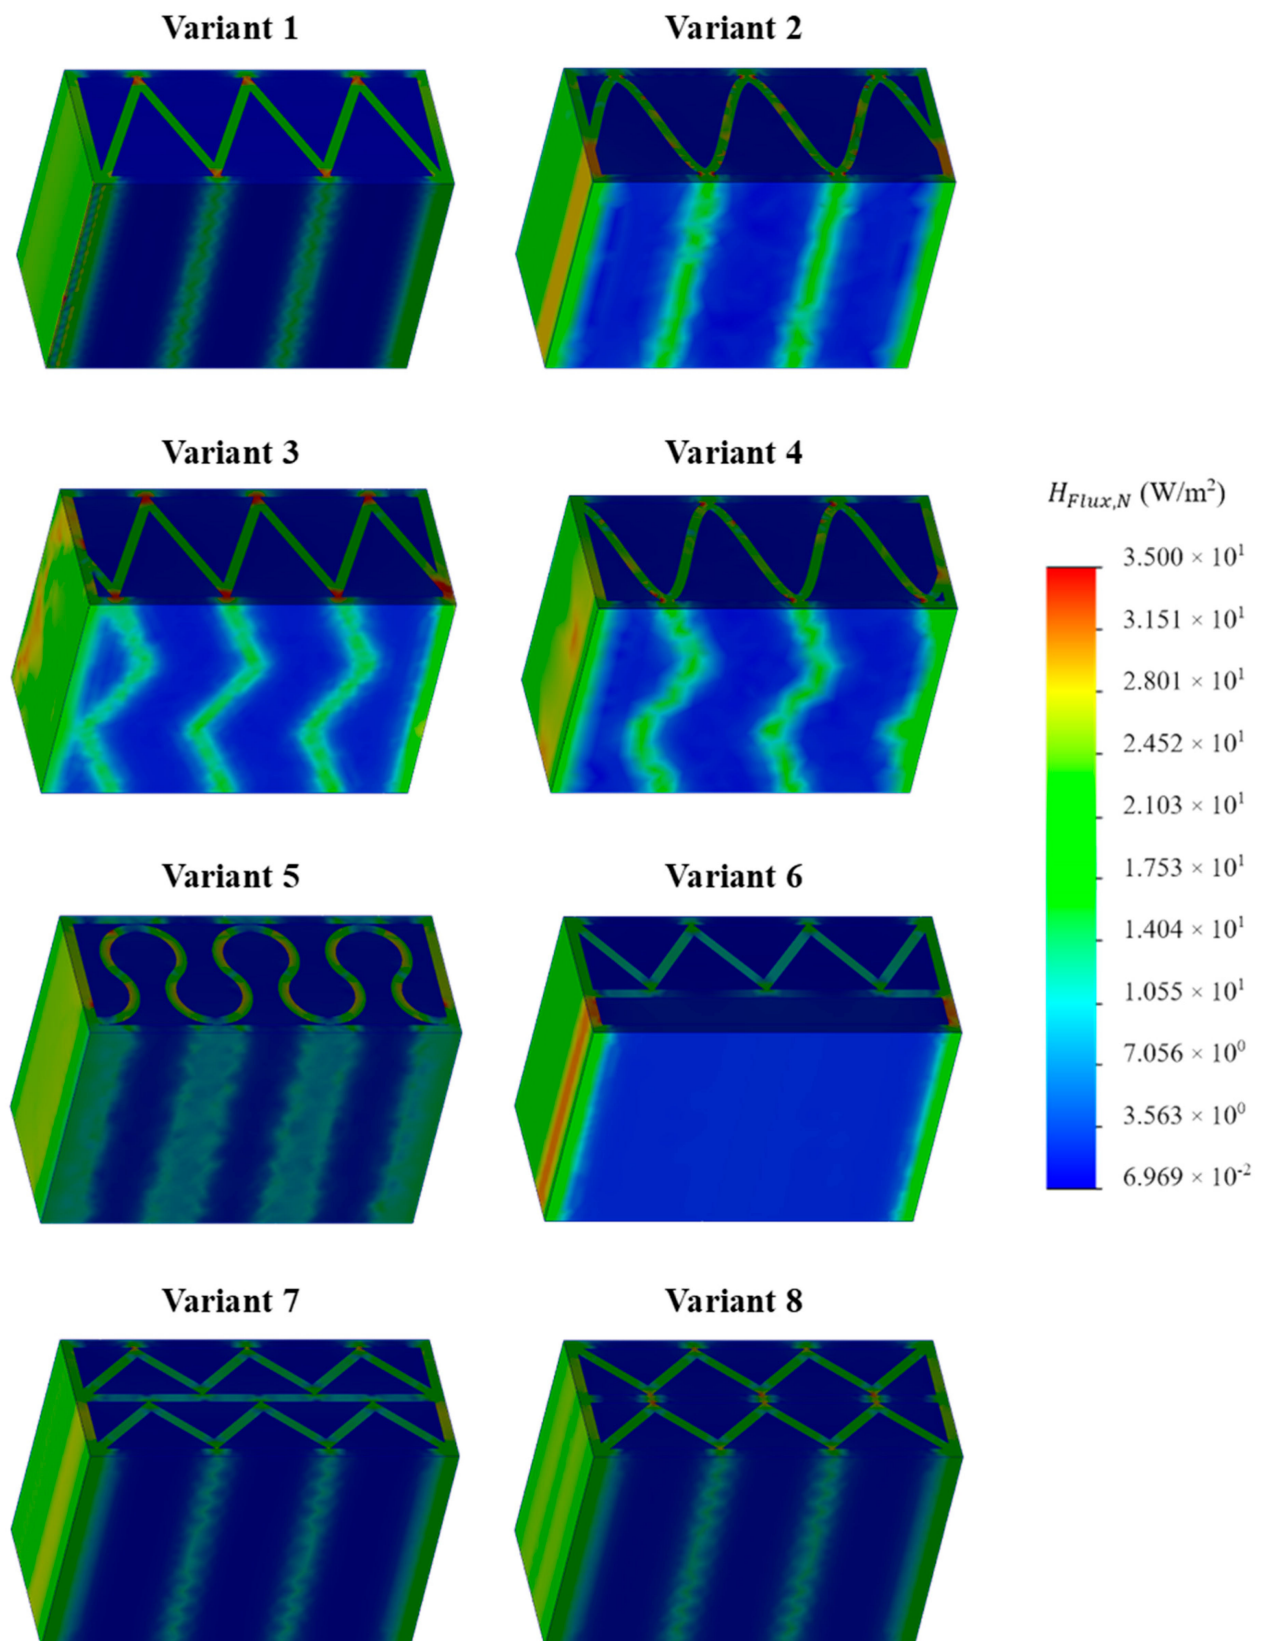 Variant 1
Variant 2
Variant 3
Variant 4
H_Flux,N (W/m²)
3.500 × 10¹
3.151 × 10¹
2.801 × 10¹
2.452 × 10¹
2.103 × 10¹
1.753 × 10¹
1.404 × 10¹
1.055 × 10¹
7.056 × 10⁰
3.563 × 10⁰
6.969 × 10⁻²
Variant 5
Variant 6
Variant 7
Variant 8